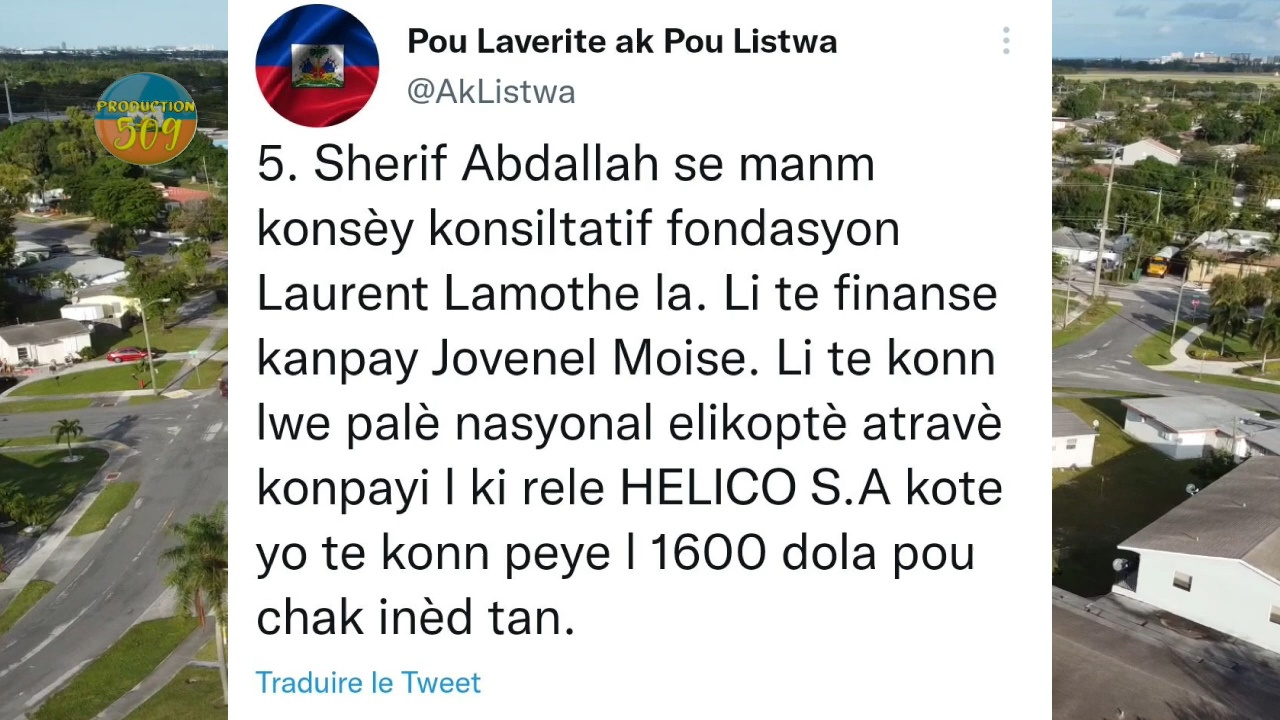 PRODUCTION
509
Pou Laverite ak Pou Listwa
@AkListwa
5. Sherif Abdallah se manm
konsèy konsiltatif fondasyon
Laurent Lamothe la. Li te finanse
kanpay Jovenel Moise. Li te konn
lwe palè nasyonal elikoptè atravè
konpayi l ki rele HELICO S.A kote
yo te konn peye l 1600 dola pou
chak inèd tan.
Traduire le Tweet